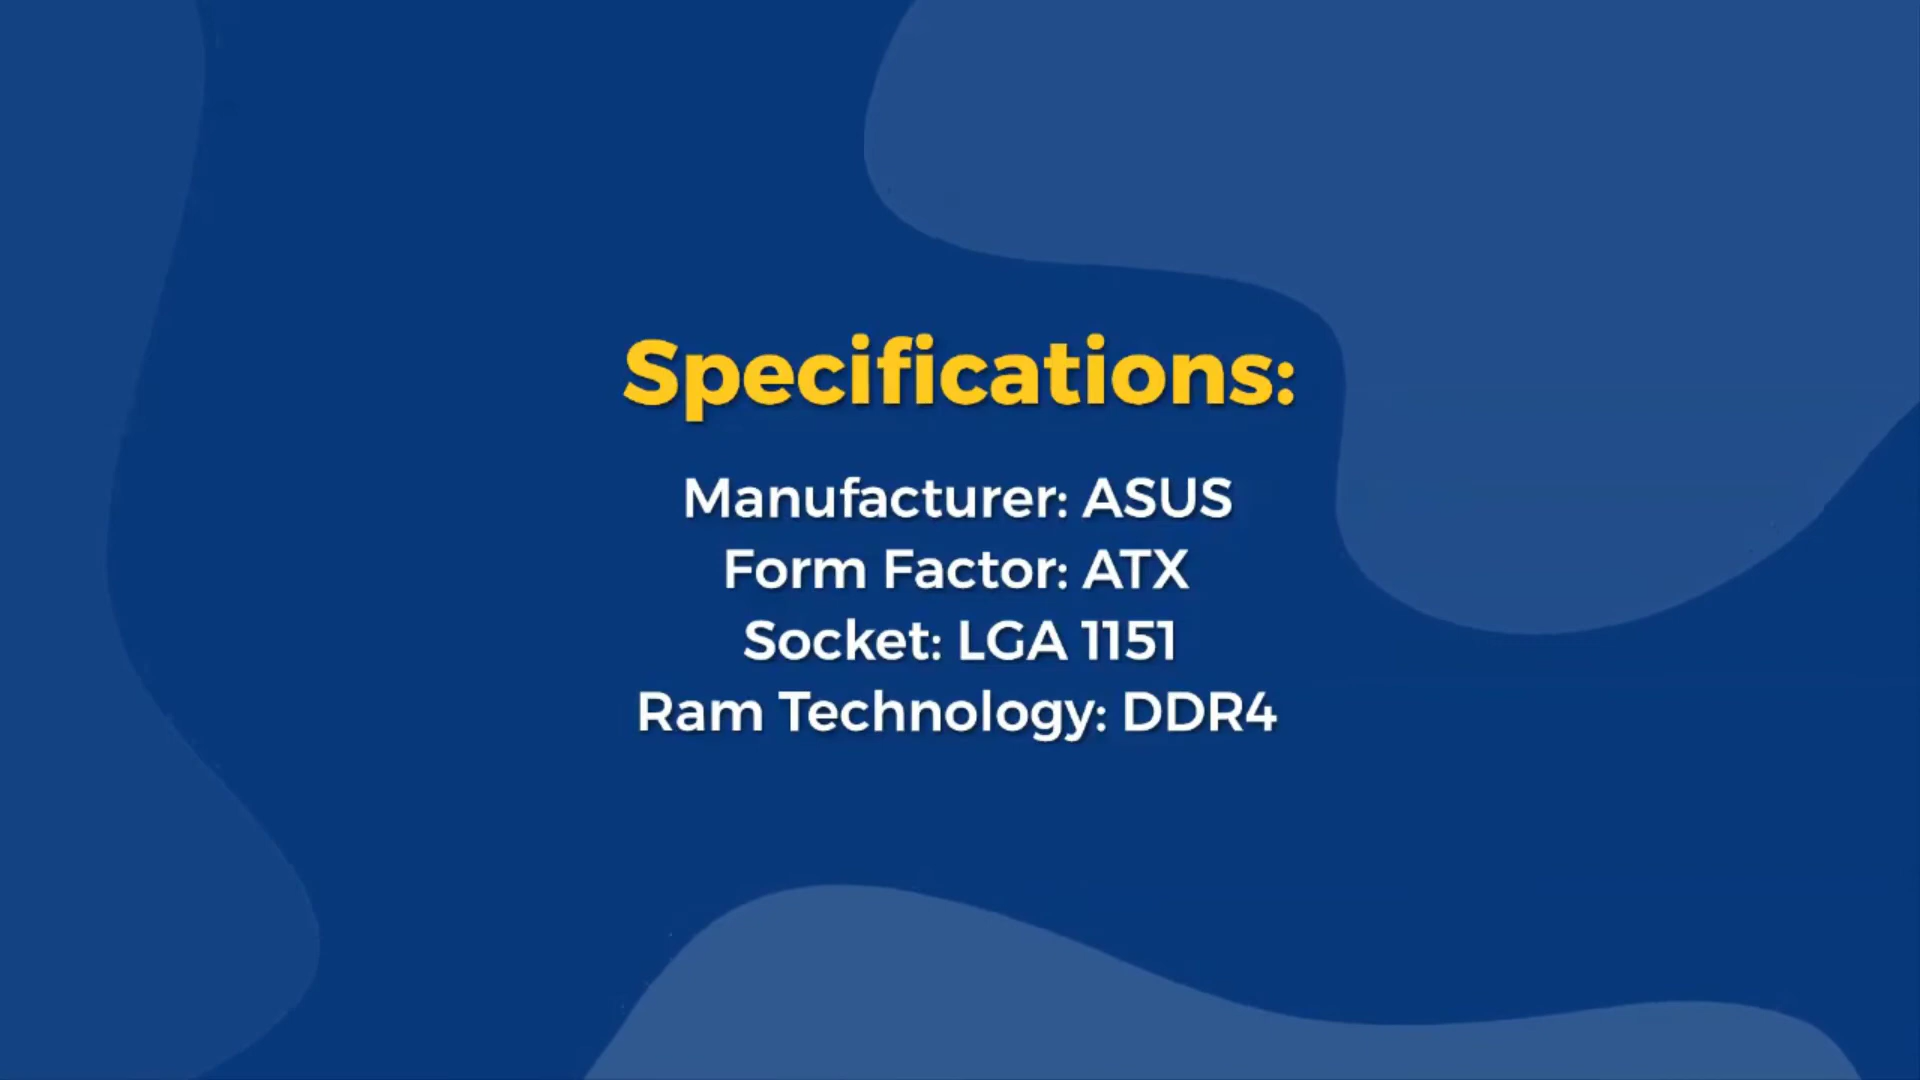 Specifications:
Manufacturer: ASUS
Form Factor: ATX
Socket: LGA 1151
Ram Technology: DDR4